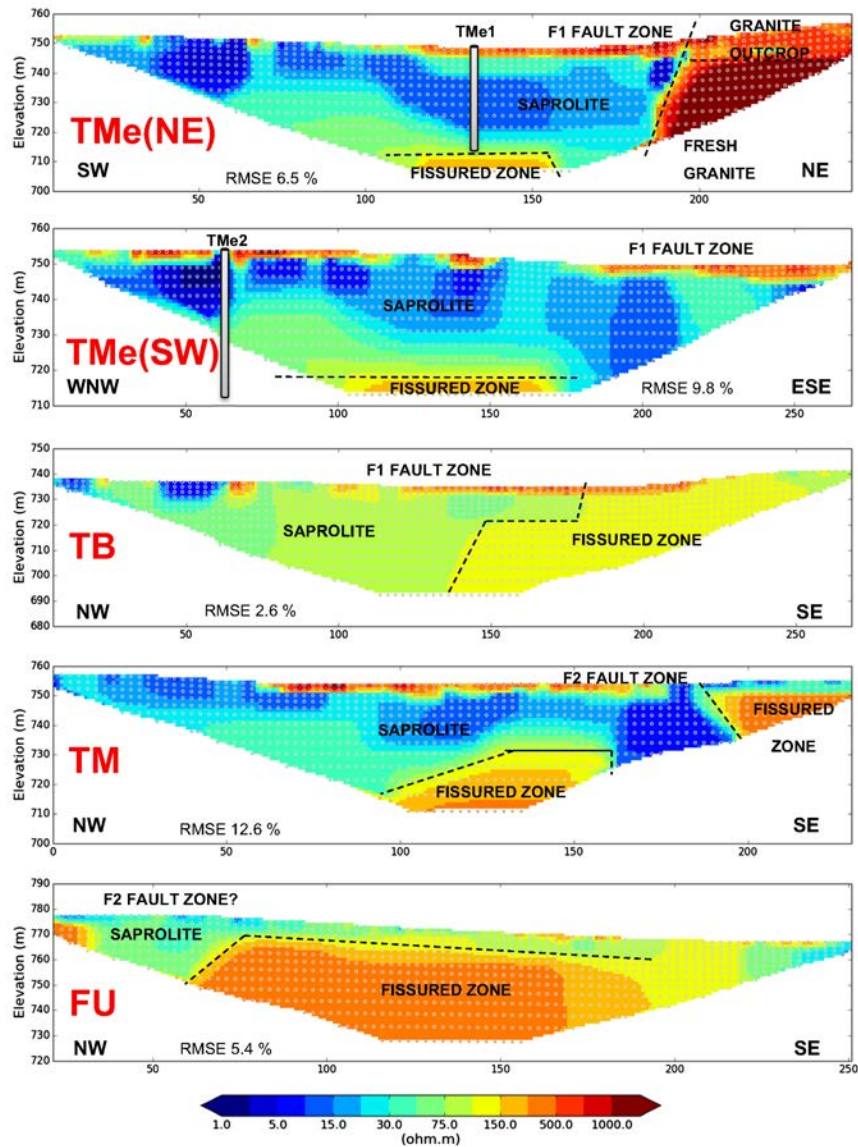 760
750
740
730
720
710
700
Elevation (m)
TMe1
F1 FAULT ZONE
GRANITE
OUTCROP
SAPROLITE
TMe(NE)
FRESH
GRANITE
SW
RMSE 6.5 %
FISSURED ZONE
NE
50
100
150
200
760
750
740
730
720
710
Elevation (m)
TMe2
F1 FAULT ZONE
SAPROLITE
TMe(SW)
WNW
FISSURED ZONE
RMSE 9.8 %
ESE
50
100
150
200
250
750
740
730
720
710
700
690
680
Elevation (m)
F1 FAULT ZONE
SAPROLITE
FISSURED ZONE
TB
NW
RMSE 2.6 %
SE
50
100
150
200
250
760
750
740
730
720
710
700
Elevation (m)
F2 FAULT ZONE
SAPROLITE
FISSURED
ZONE
TM
FISSURED ZONE
NW
RMSE 12.6 %
SE
0
50
100
150
200
790
780
770
760
750
740
730
720
Elevation (m)
F2 FAULT ZONE?
SAPROLITE
FISSURED ZONE
FU
NW
RMSE 5.4 %
SE
50
100
150
200
250
1.0 5.0 15.0 30.0 75.0 150.0 500.0 1000.0
(ohm.m)